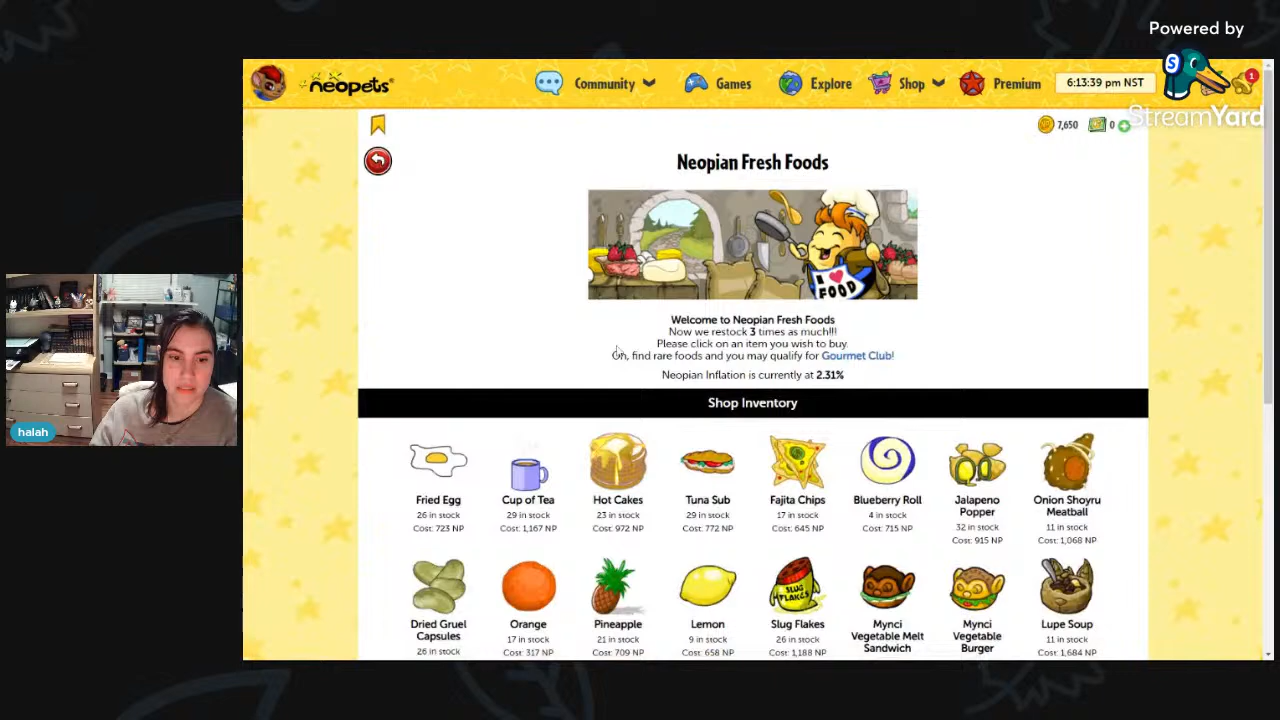 Powered by
StreamYard
neopets
Community
Games
Explore
Shop
Premium
6:13:39 pm NST
1
7,650
0
Neopian Fresh Foods
I FOOD
Welcome to Neopian Fresh Foods
Now we restock 3 times as much!!!
Please click on an item you wish to buy.
Oh, find rare foods and you may qualify for Gourmet Club!
Neopian Inflation is currently at 2.31%
Shop Inventory
Fried Egg
26 in stock
Cost: 723 NP
Cup of Tea
29 in stock
Cost: 1,167 NP
Hot Cakes
23 in stock
Cost: 972 NP
Tuna Sub
29 in stock
Cost: 772 NP
Fajita Chips
17 in stock
Cost: 645 NP
Blueberry Roll
4 in stock
Cost: 715 NP
Jalapeno
Popper
32 in stock
Cost: 915 NP
Onion Shoyru
Meatball
11 in stock
Cost: 1,068 NP
Dried Gruel
Capsules
26 in stock
Orange
17 in stock
Cost: 317 NP
Pineapple
21 in stock
Cost: 709 NP
Lemon
9 in stock
Cost: 658 NP
SLUG
FLAKES
Slug Flakes
26 in stock
Cost: 1,188 NP
Mynci
Vegetable Melt
Sandwich
Mynci
Vegetable
Burger
Lupe Soup
11 in stock
Cost: 1,684 NP
halah